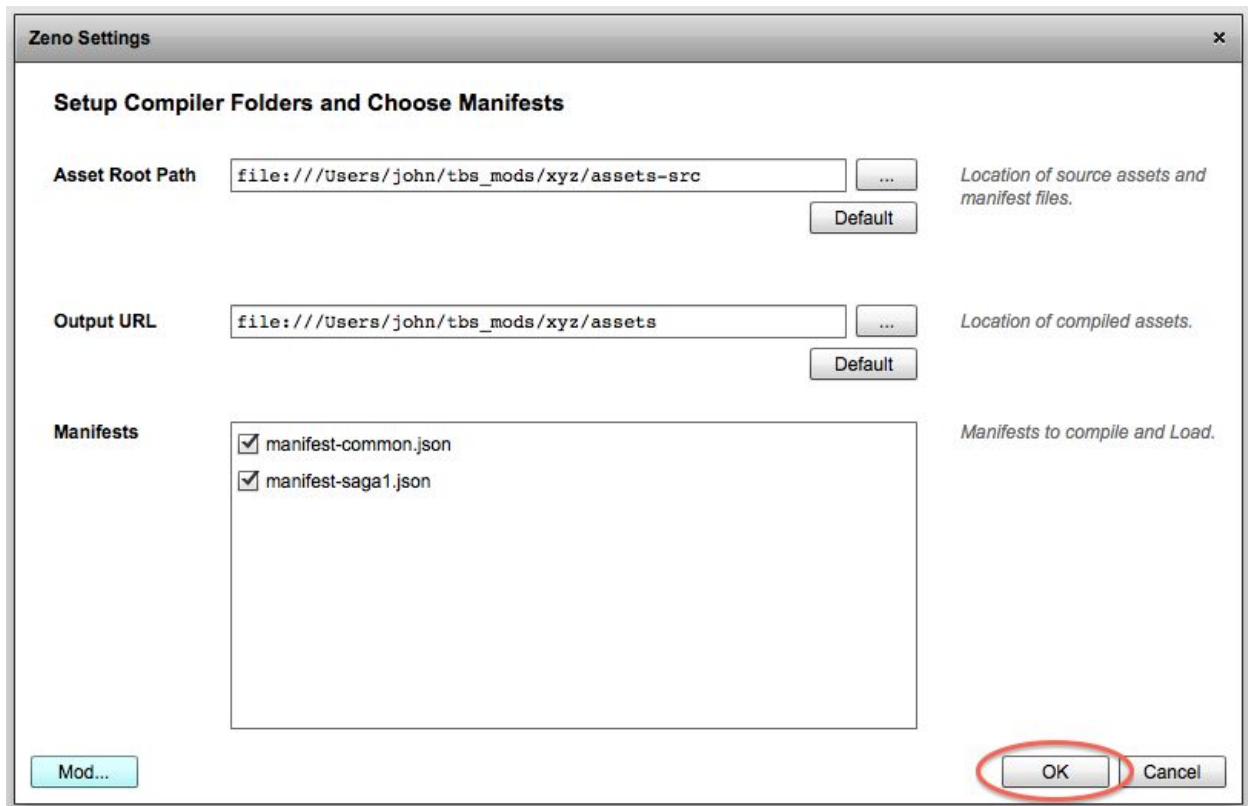 Zeno Settings ×
Setup Compiler Folders and Choose Manifests
Asset Root Path file:///Users/john/tbs_mods/xyz/assets-src ... Location of source assets and
manifest files.
Default
Output URL file:///Users/john/tbs_mods/xyz/assets ... Location of compiled assets.
Default
Manifests manifest-common.json Manifests to compile and Load.
manifest-saga1.json
Mod... OK Cancel